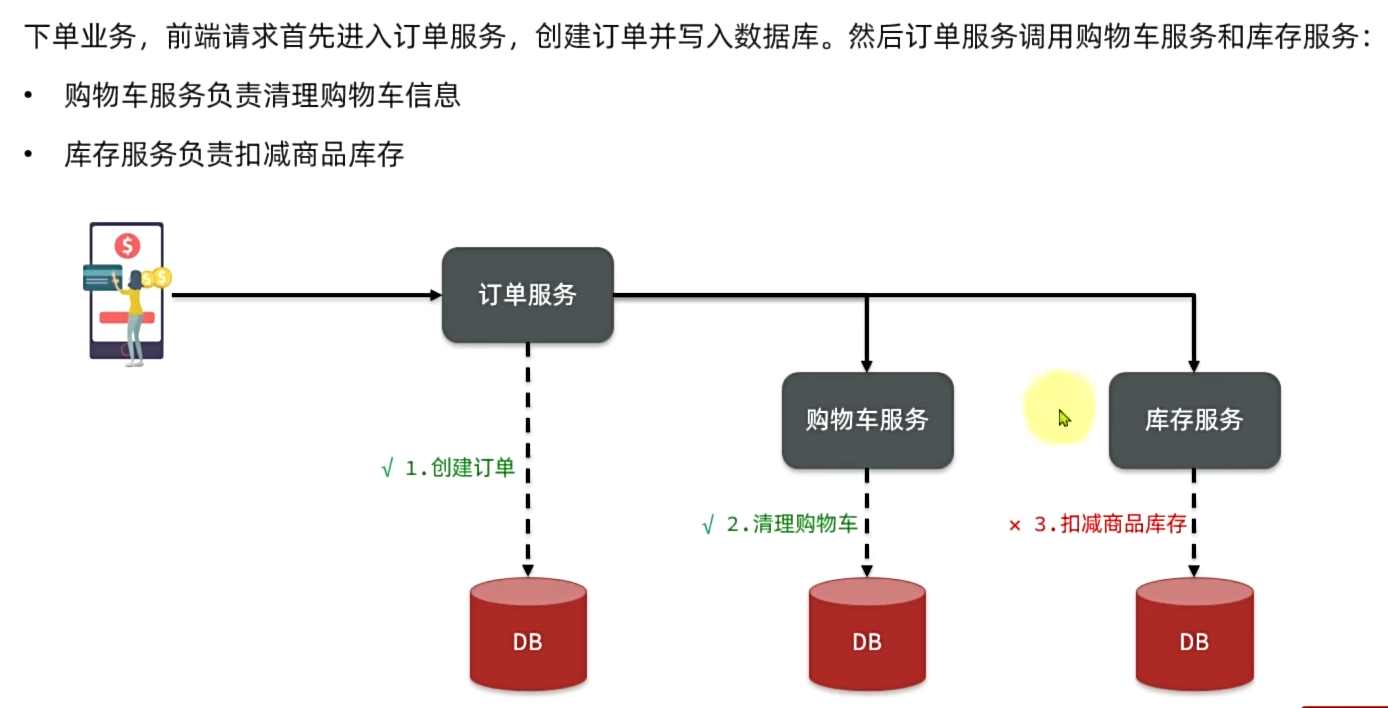 下单业务，前端请求首先进入订单服务，创建订单并写入数据库。然后订单服务调用购物车服务和库存服务：
• 购物车服务负责清理购物车信息
• 库存服务负责扣减商品库存
$
$
$
订单服务
购物车服务
库存服务
√ 1.创建订单
√ 2.清理购物车
× 3.扣减商品库存
DB
DB
DB